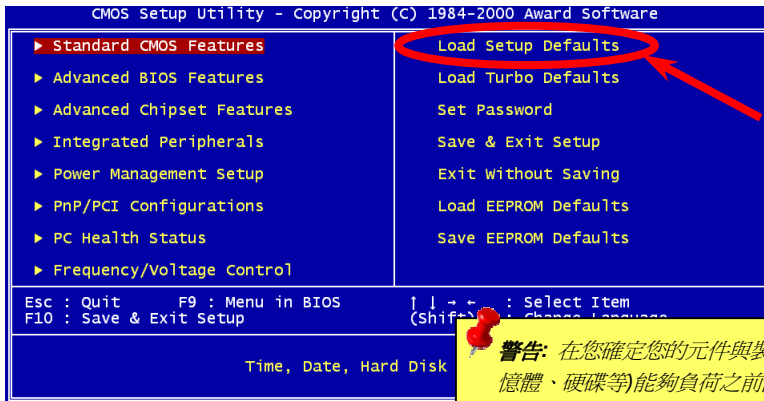 CMOS Setup Utility – Copyright (C) 1984-2000 Award Software
▶ Standard CMOS Features
▶ Advanced BIOS Features
▶ Advanced Chipset Features
▶ Integrated Peripherals
▶ Power Management Setup
▶ PnP/PCI Configurations
▶ PC Health Status
▶ Frequency/Voltage Control
Load Setup Defaults
Load Turbo Defaults
Set Password
Save & Exit Setup
Exit Without Saving
Load EEPROM Defaults
Save EEPROM Defaults
Esc : Quit F9 : Menu in BIOS ↑ ↓ → ← : Select Item
F10 : Save & Exit Setup (Shift) : Change Language
Time, Date, Hard Disk
警告: 在您確定您的元件與
憶體、硬碟等)能夠負荷之前